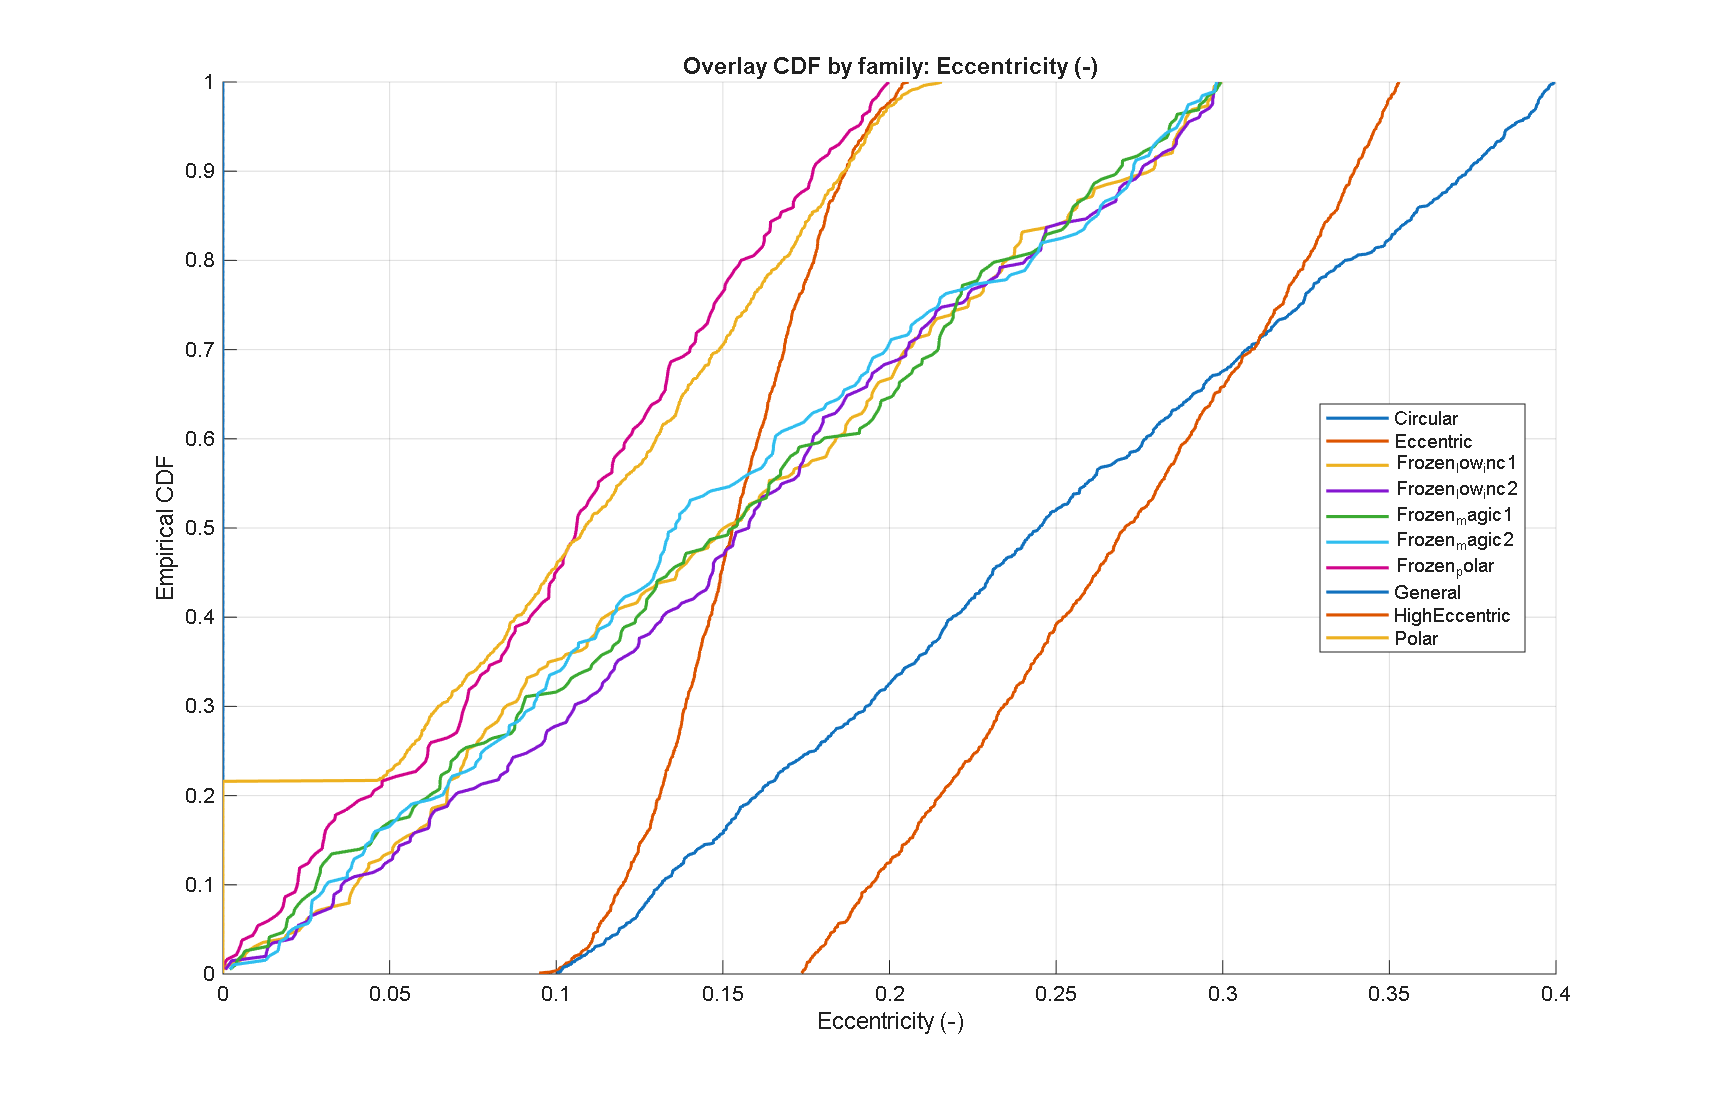 Overlay CDF by family: Eccentricity (-)
1
0.9
0.8
0.7
0.6
0.5
0.4
0.3
0.2
0.1
0
Empirical CDF
0 0.05 0.1 0.15 0.2 0.25 0.3 0.35 0.4
Eccentricity (-)
Circular
Eccentric
Frozenlowinc1
Frozenlowinc2
Frozenmagic1
Frozenmagic2
Frozenpolar
General
HighEccentric
Polar